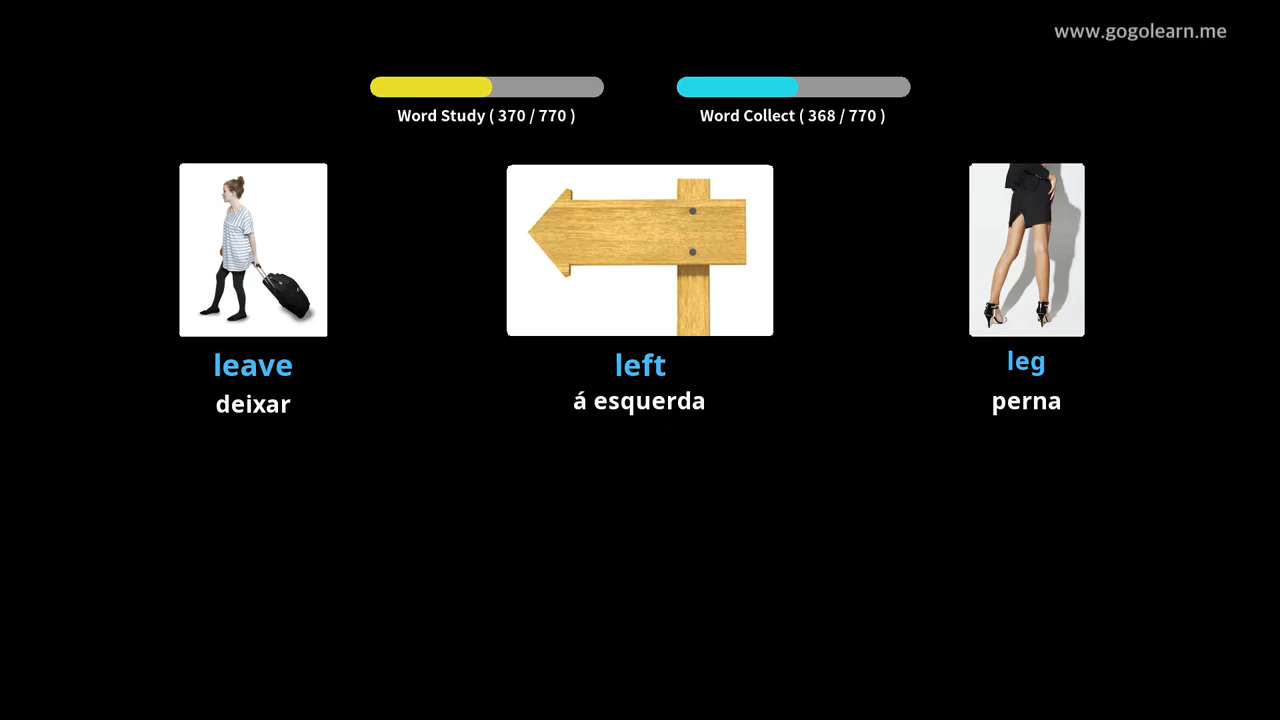 www.gogolearn.me
Word Study ( 370 / 770 )
Word Collect ( 368 / 770 )
leave
left
leg
deixar
á esquerda
perna